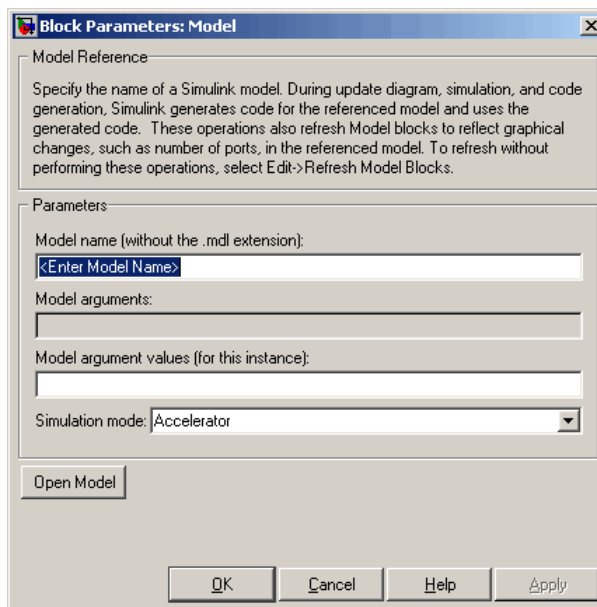 Block Parameters: Model
Model Reference
Specify the name of a Simulink model. During update diagram, simulation, and code
generation, Simulink generates code for the referenced model and uses the
generated code. These operations also refresh Model blocks to reflect graphical
changes, such as number of ports, in the referenced model. To refresh without
performing these operations, select Edit->Refresh Model Blocks.
Parameters
Model name (without the .mdl extension):
<Enter Model Name>
Model arguments:
Model argument values (for this instance):
Simulation mode: Accelerator
Open Model
OK Cancel Help Apply